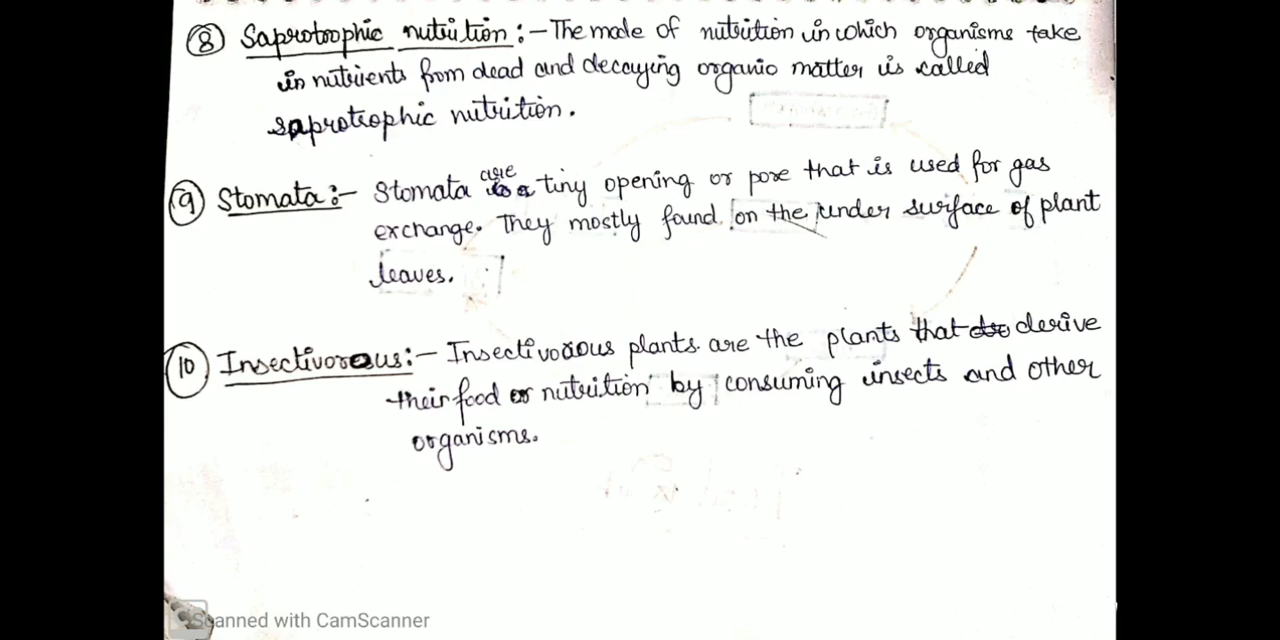 (8) Saprotrophic nutrition :- The mode of nutrition in which organisms take
in nutrients from dead and decaying organic matter is called
saprotrophic nutrition.
(9) Stomata :- Stomata are tiny opening or pore that is used for gas
exchange. They mostly found on the under surface of plant
leaves.
(10) Insectivorous :- Insectivorous plants are the plants that derive
their food or nutrition by consuming insects and other
organisms.
Scanned with CamScanner